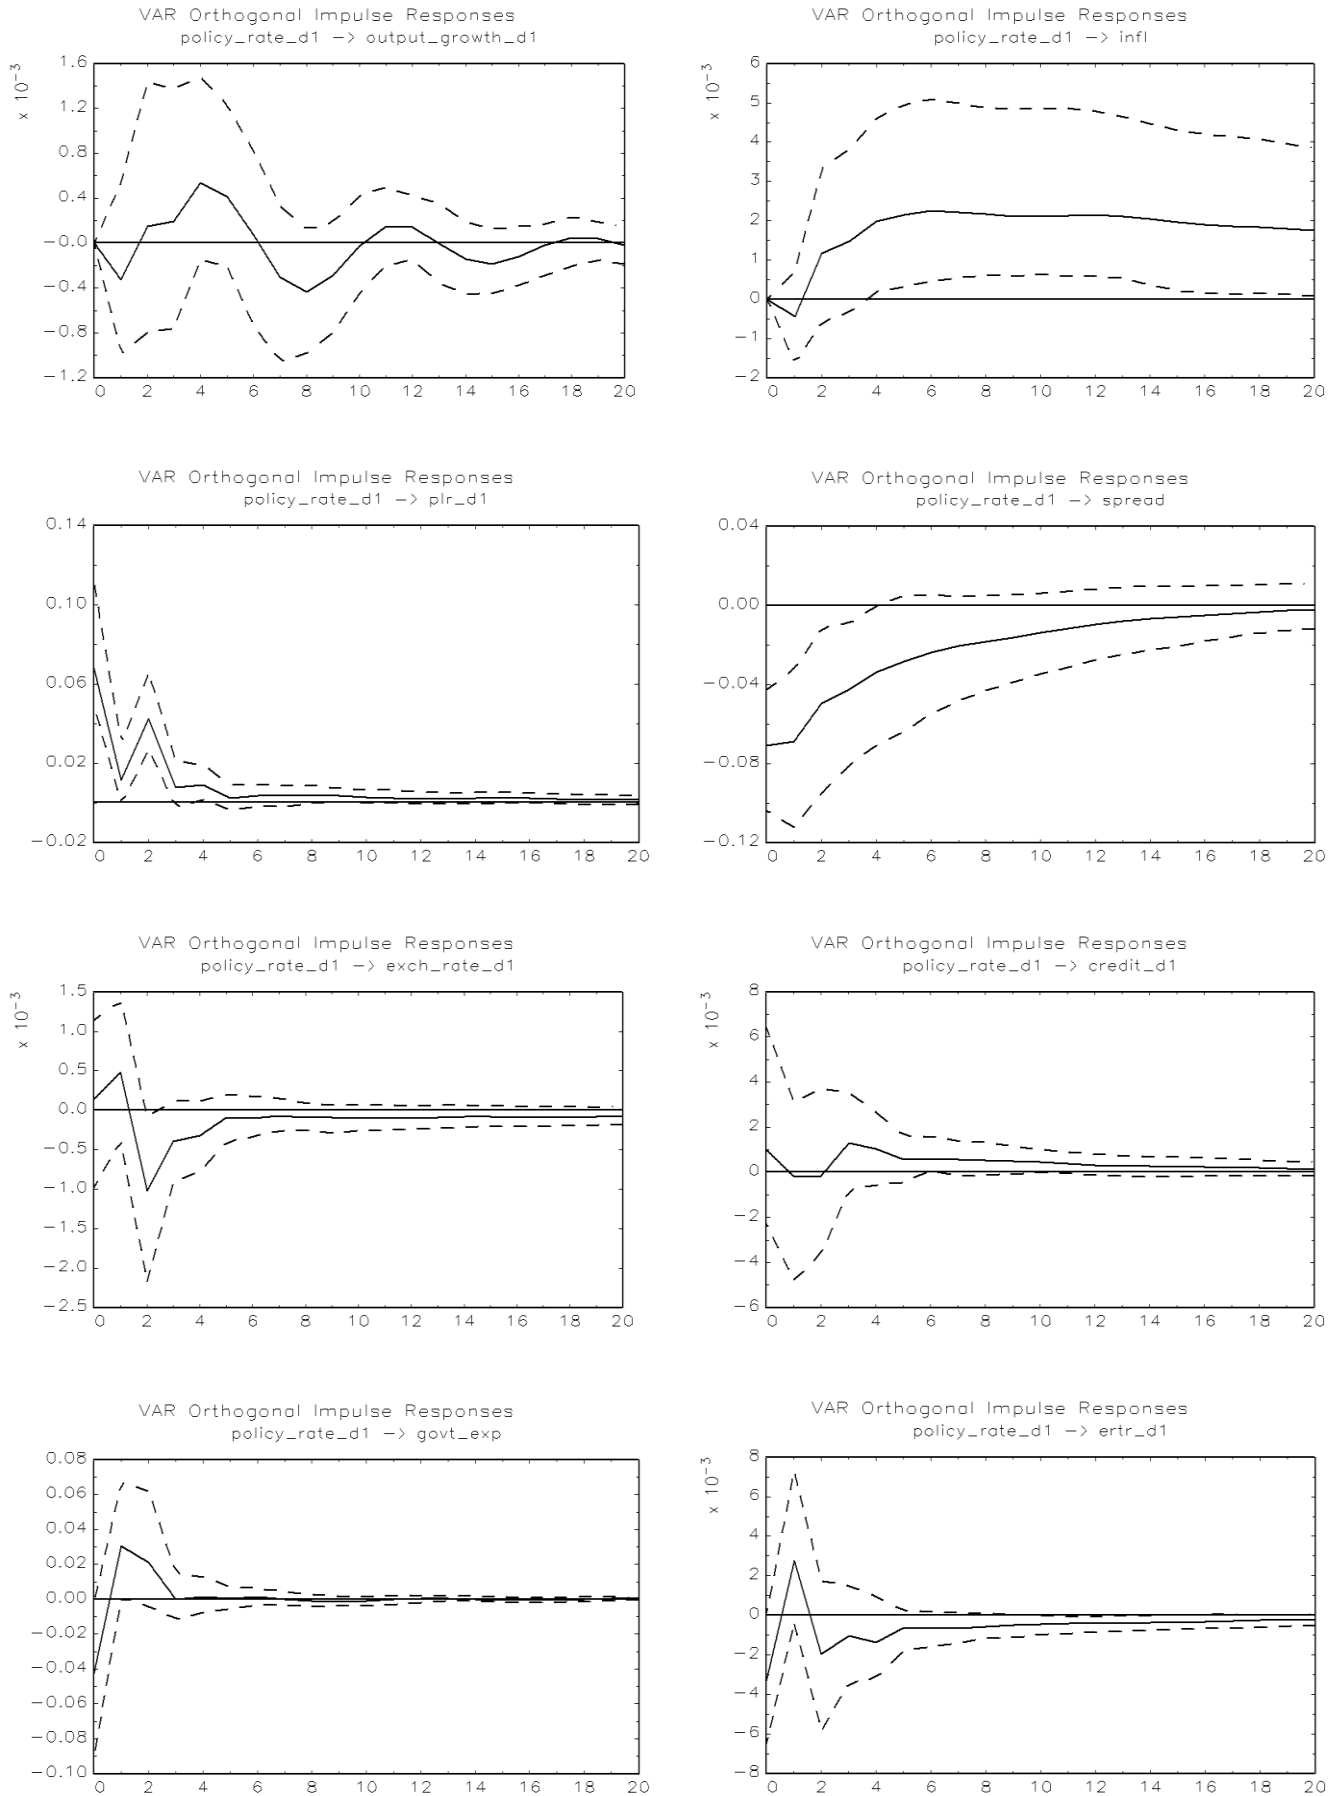 VAR Orthogonal Impulse Responses
policy_rate_d1 -> output_growth_d1
x 10^-3
1.6
1.2
0.8
0.4
-0.0
-0.4
-0.8
-1.2
0 2 4 6 8 10 12 14 16 18 20
VAR Orthogonal Impulse Responses
policy_rate_d1 -> infl
x 10^-3
6
5
4
3
2
1
0
-1
-2
0 2 4 6 8 10 12 14 16 18 20
VAR Orthogonal Impulse Responses
policy_rate_d1 -> plr_d1
0.14
0.10
0.06
0.02
-0.02
0 2 4 6 8 10 12 14 16 18 20
VAR Orthogonal Impulse Responses
policy_rate_d1 -> spread
0.04
0.00
-0.04
-0.08
-0.12
0 2 4 6 8 10 12 14 16 18 20
VAR Orthogonal Impulse Responses
policy_rate_d1 -> exch_rate_d1
x 10^-3
1.5
1.0
0.5
0.0
-0.5
-1.0
-1.5
-2.0
-2.5
0 2 4 6 8 10 12 14 16 18 20
VAR Orthogonal Impulse Responses
policy_rate_d1 -> credit_d1
x 10^-3
8
6
4
2
0
-2
-4
-6
0 2 4 6 8 10 12 14 16 18 20
VAR Orthogonal Impulse Responses
policy_rate_d1 -> govt_exp
0.08
0.06
0.04
0.02
0.00
-0.02
-0.04
-0.06
-0.08
-0.10
0 2 4 6 8 10 12 14 16 18 20
VAR Orthogonal Impulse Responses
policy_rate_d1 -> ertr_d1
x 10^-3
8
6
4
2
0
-2
-4
-6
-8
0 2 4 6 8 10 12 14 16 18 20